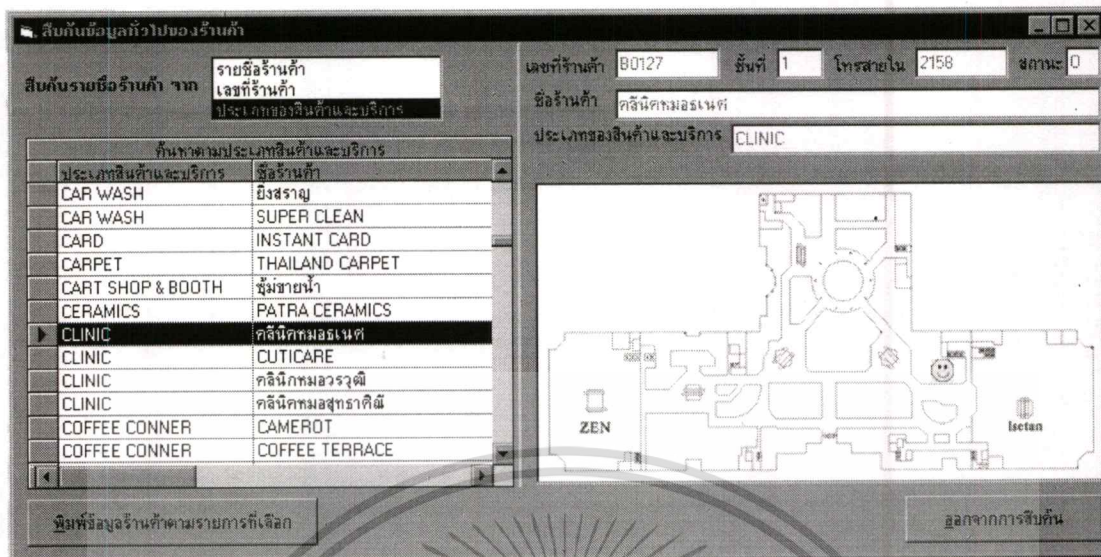 สืบค้นข้อมูลทั่วไปของร้านค้า
สืบค้นรายชื่อร้านค้า จาก
รายชื่อร้านค้า
เลขที่ร้านค้า
ประเภทของสินค้าและบริการ
ค้นหาตามประเภทสินค้าและบริการ
ประเภทสินค้าและบริการ ชื่อร้านค้า
CAR WASH ยิ่งสราญ
CAR WASH SUPER CLEAN
CARD INSTANT CARD
CARPET THAILAND CARPET
CART SHOP & BOOTH ซุ้มขายน้ำ
CERAMICS PATRA CERAMICS
CLINIC คลีนิคหมอธเนศ
CLINIC CUTICARE
CLINIC คลีนิกหมอวรวุฒิ
CLINIC คลีนิคหมอสุทธาศิณี
COFFEE CONNER CAMEROT
COFFEE CONNER COFFEE TERRACE
พิมพ์ข้อมูลร้านค้าตามรายการที่เลือก
เลขที่ร้านค้า B0127 ชั้นที่ 1 โทรสายใน 2158 สถานะ 0
ชื่อร้านค้า คลีนิคหมอธเนศ
ประเภทของสินค้าและบริการ CLINIC
ZEN
Isetan
ออกจากการสืบค้น